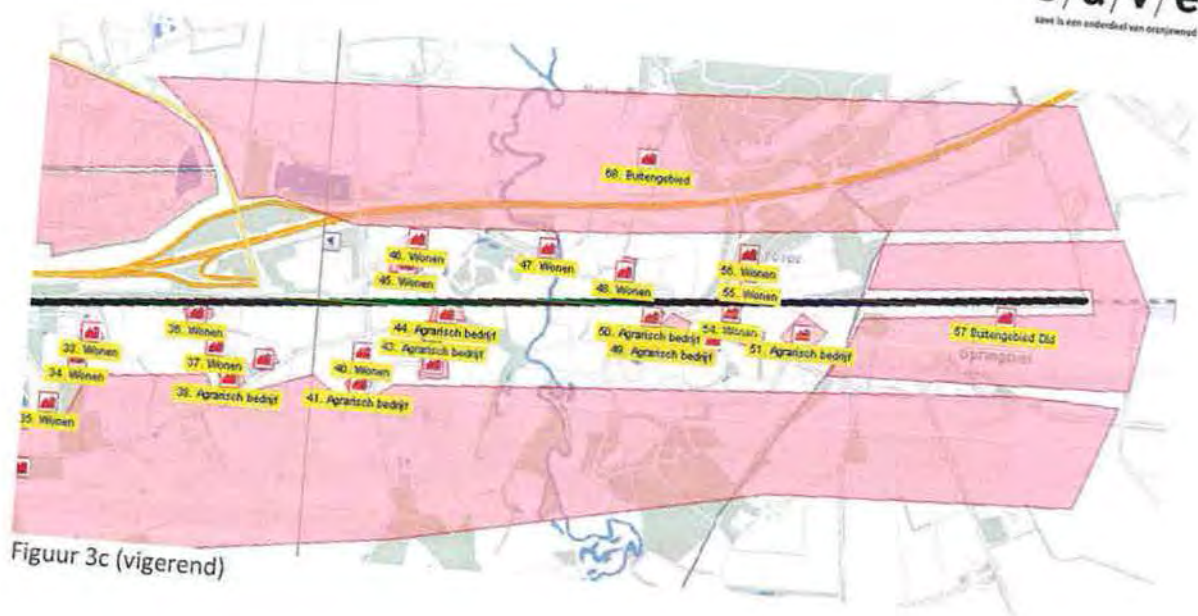 save is een onderdeel van oranjewoud
68. Buitengebied
46. Wonen
45. Wonen
47. Wonen
48. Wonen
56. Wonen
55. Wonen
36. Wonen
44. Agrarisch bedrijf
43. Agrarisch bedrijf
50. Agrarisch bedrijf
49. Agrarisch bedrijf
54. Wonen
51. Agrarisch bedrijf
57 Buitengebied Dld
33. Wonen
34. Wonen
37. Wonen
40. Wonen
38. Agrarisch bedrijf
41. Agrarisch bedrijf
35. Wonen
Figuur 3c (vigerend)